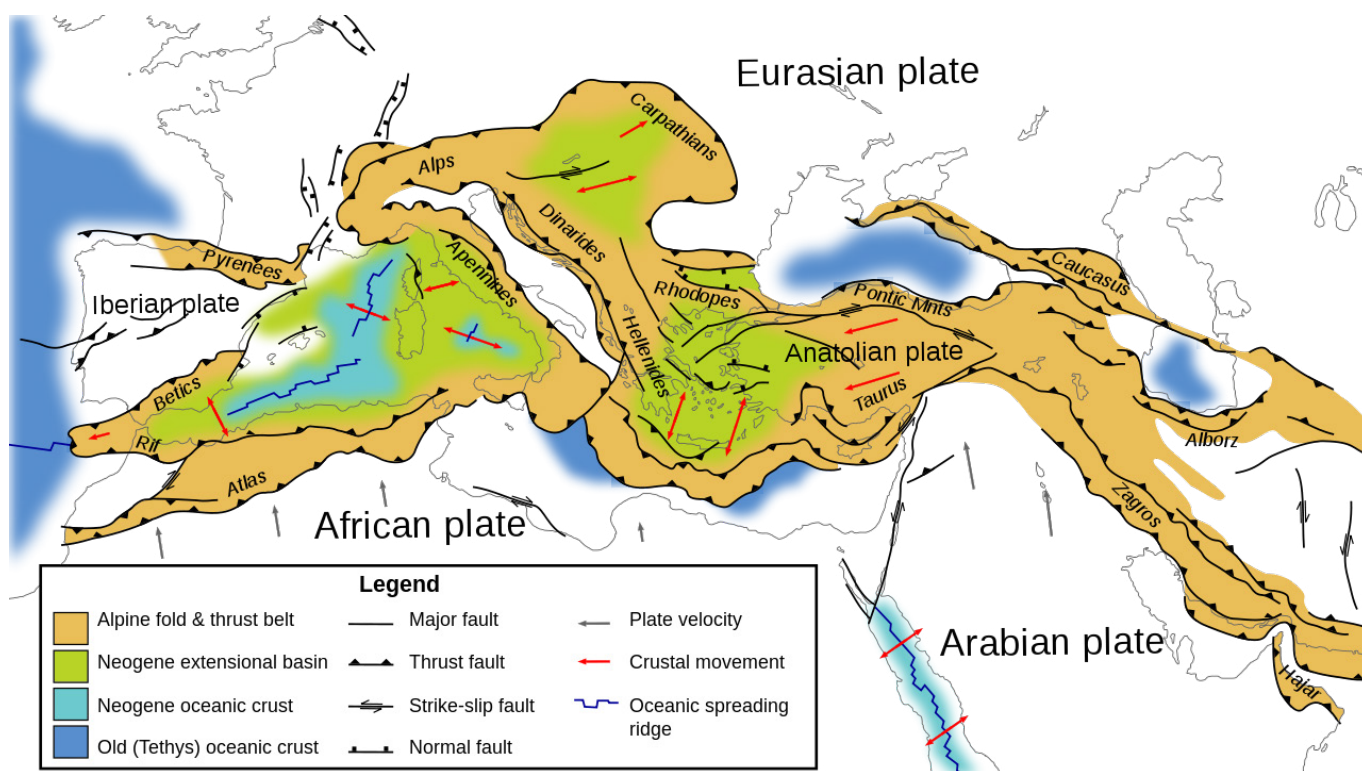 Eurasian plate
Carpathians
Alps
Dinarides
Pyrenees
Apennines
Caucasus
Iberian plate
Rhodopes
Pontic Mnts
Hellenides
Anatolian plate
Betics
Taurus
Rif
Alborz
Atlas
Zagros
African plate
Arabian plate
Hajar
Legend
Alpine fold & thrust belt
Major fault
Plate velocity
Neogene extensional basin
Thrust fault
Crustal movement
Neogene oceanic crust
Strike-slip fault
Oceanic spreading
ridge
Old (Tethys) oceanic crust
Normal fault